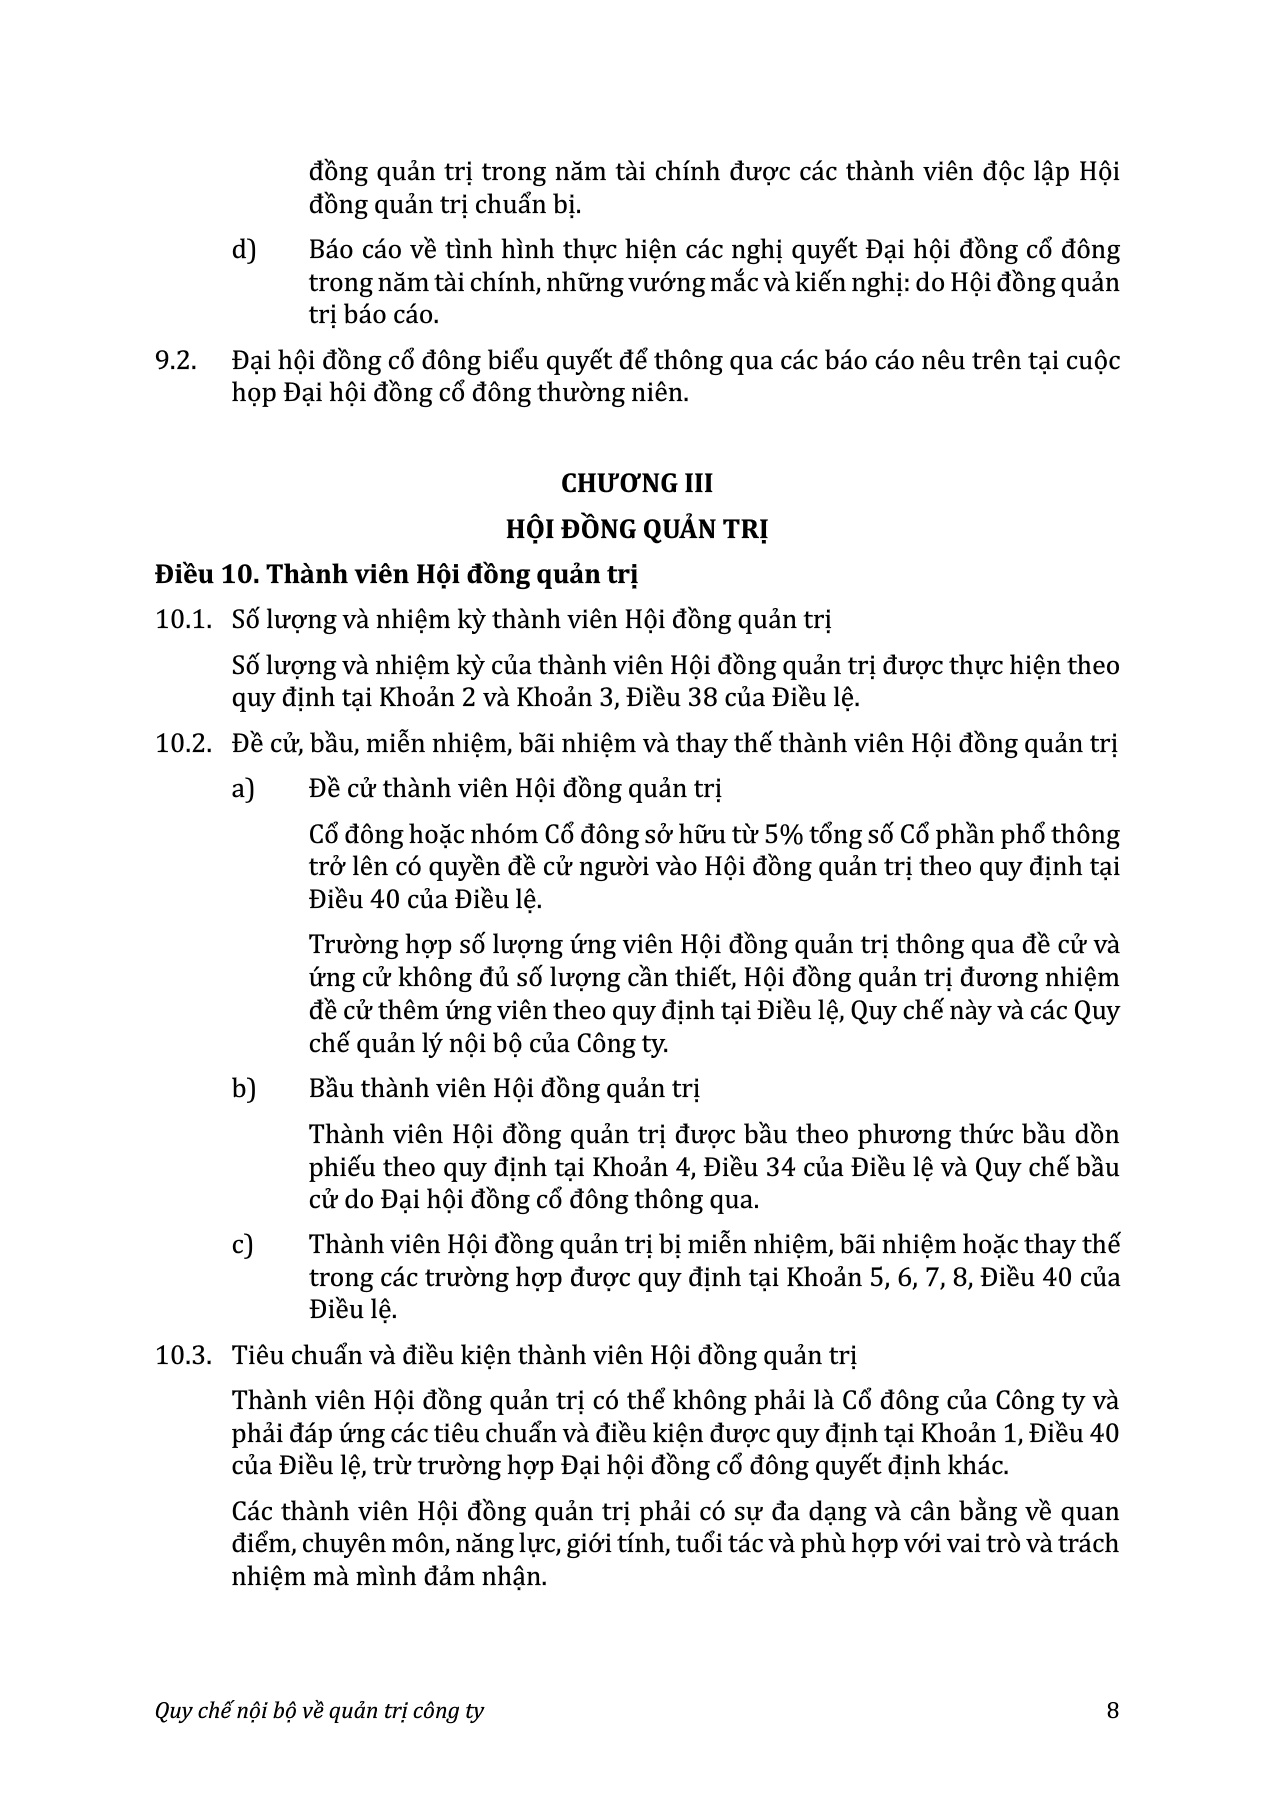 đồng quản trị trong năm tài chính được các thành viên độc lập Hội
đồng quản trị chuẩn bị.
d) Báo cáo về tình hình thực hiện các nghị quyết Đại hội đồng cổ đông
trong năm tài chính, những vướng mắc và kiến nghị: do Hội đồng quản
trị báo cáo.
9.2. Đại hội đồng cổ đông biểu quyết để thông qua các báo cáo nêu trên tại cuộc
họp Đại hội đồng cổ đông thường niên.
CHƯƠNG III
HỘI ĐỒNG QUẢN TRỊ
Điều 10. Thành viên Hội đồng quản trị
10.1. Số lượng và nhiệm kỳ thành viên Hội đồng quản trị
Số lượng và nhiệm kỳ của thành viên Hội đồng quản trị được thực hiện theo
quy định tại Khoản 2 và Khoản 3, Điều 38 của Điều lệ.
10.2. Đề cử, bầu, miễn nhiệm, bãi nhiệm và thay thế thành viên Hội đồng quản trị
a) Đề cử thành viên Hội đồng quản trị
Cổ đông hoặc nhóm Cổ đông sở hữu từ 5% tổng số Cổ phần phổ thông
trở lên có quyền đề cử người vào Hội đồng quản trị theo quy định tại
Điều 40 của Điều lệ.
Trường hợp số lượng ứng viên Hội đồng quản trị thông qua đề cử và
ứng cử không đủ số lượng cần thiết, Hội đồng quản trị đương nhiệm
đề cử thêm ứng viên theo quy định tại Điều lệ, Quy chế này và các Quy
chế quản lý nội bộ của Công ty.
b) Bầu thành viên Hội đồng quản trị
Thành viên Hội đồng quản trị được bầu theo phương thức bầu dồn
phiếu theo quy định tại Khoản 4, Điều 34 của Điều lệ và Quy chế bầu
cử do Đại hội đồng cổ đông thông qua.
c) Thành viên Hội đồng quản trị bị miễn nhiệm, bãi nhiệm hoặc thay thế
trong các trường hợp được quy định tại Khoản 5, 6, 7, 8, Điều 40 của
Điều lệ.
10.3. Tiêu chuẩn và điều kiện thành viên Hội đồng quản trị
Thành viên Hội đồng quản trị có thể không phải là Cổ đông của Công ty và
phải đáp ứng các tiêu chuẩn và điều kiện được quy định tại Khoản 1, Điều 40
của Điều lệ, trừ trường hợp Đại hội đồng cổ đông quyết định khác.
Các thành viên Hội đồng quản trị phải có sự đa dạng và cân bằng về quan
điểm, chuyên môn, năng lực, giới tính, tuổi tác và phù hợp với vai trò và trách
nhiệm mà mình đảm nhận.
Quy chế nội bộ về quản trị công ty 8